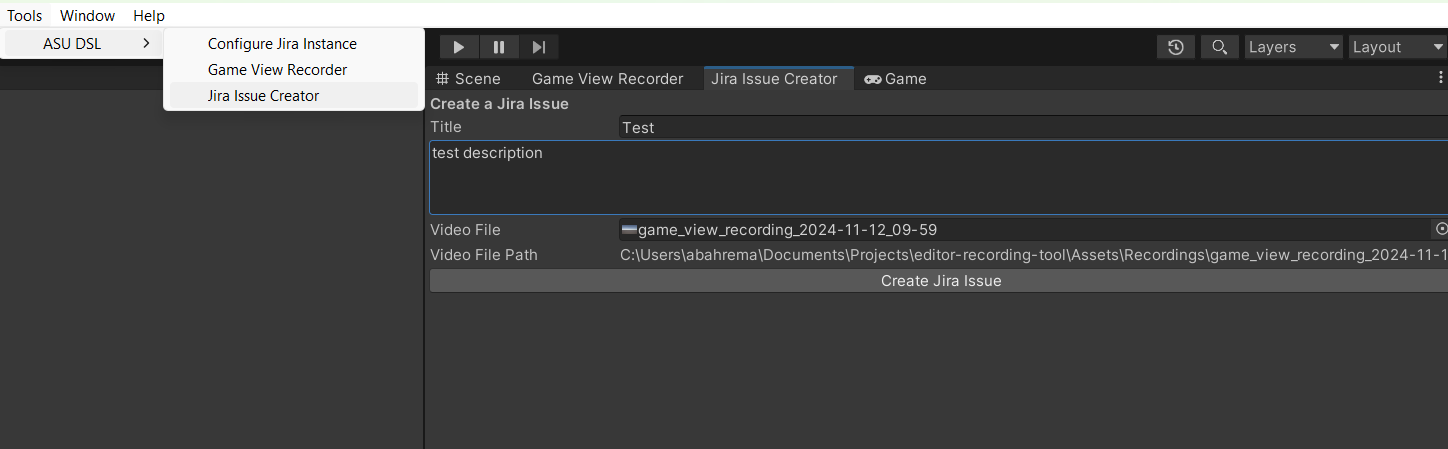 Tools Window Help
ASU DSL
Configure Jira Instance
Game View Recorder
Jira Issue Creator
Layers Layout
Scene Game View Recorder Jira Issue Creator Game
Create a Jira Issue
Title Test
test description
Video File game_view_recording_2024-11-12_09-59
Video File Path C:\Users\abahrema\Documents\Projects\editor-recording-tool\Assets\Recordings\game_view_recording_2024-11-1
Create Jira Issue